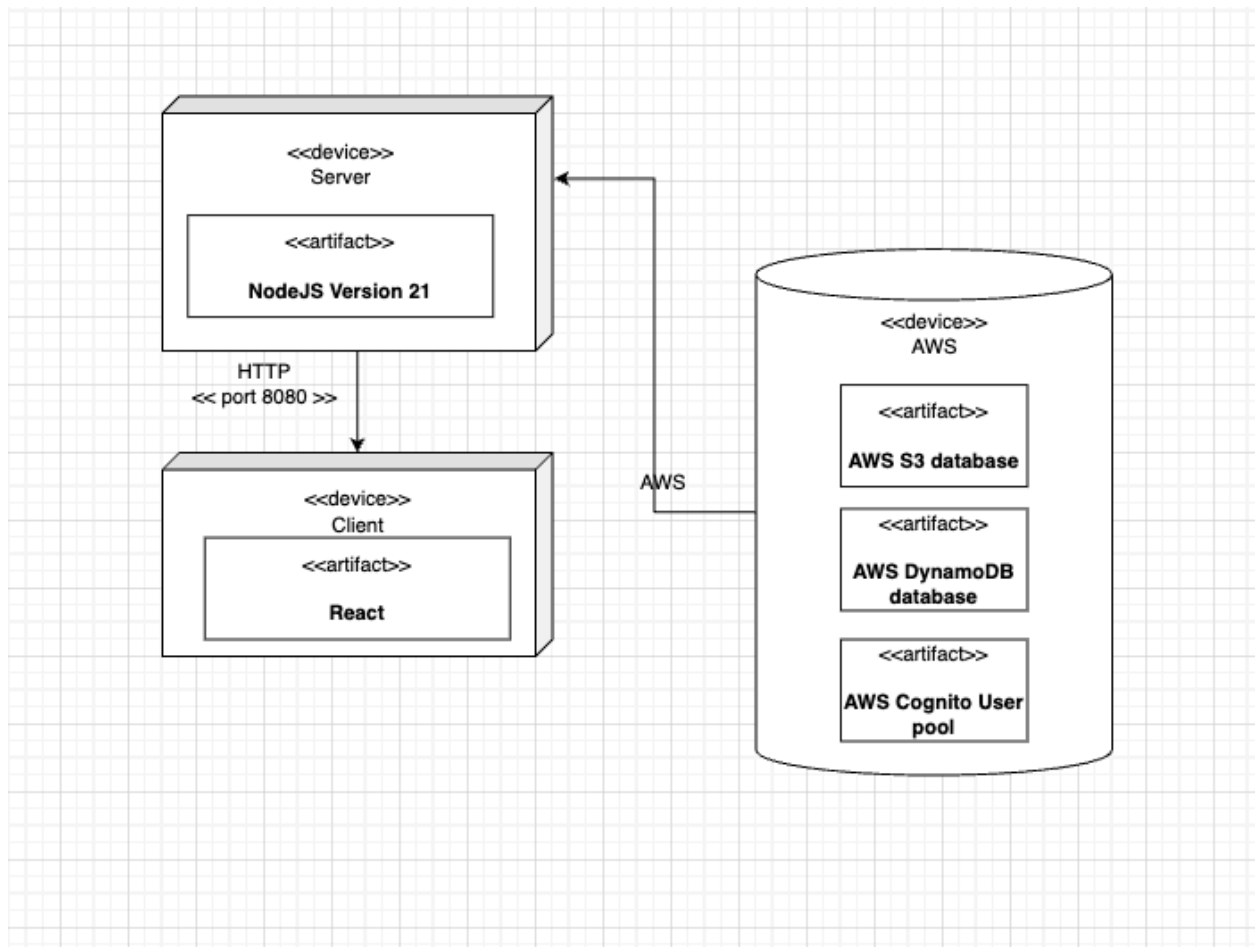 <<device>>
Server
<<artifact>>
NodeJS Version 21
HTTP
<< port 8080 >>
<<device>>
Client
<<artifact>>
React
AWS
<<device>>
AWS
<<artifact>>
AWS S3 database
<<artifact>>
AWS DynamoDB
database
<<artifact>>
AWS Cognito User
pool